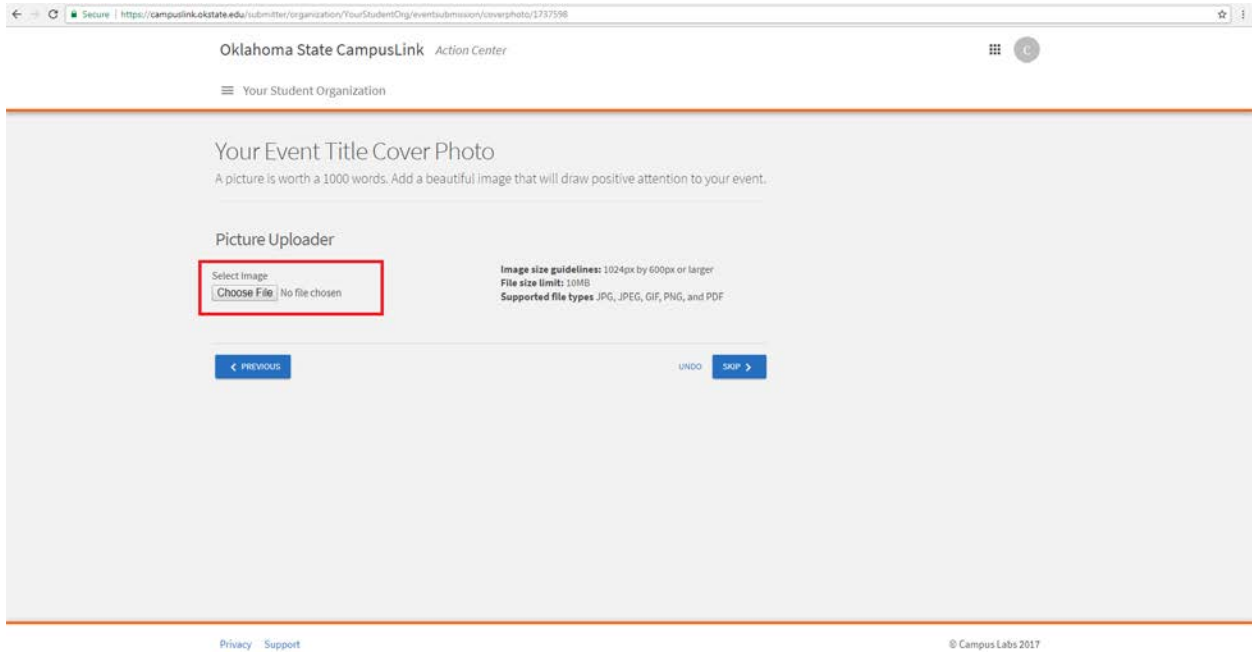 Secure | https://campuslink.okstate.edu/submitter/organization/YourStudentOrg/eventsubmission/coverphoto/1737598
Oklahoma State CampusLink Action Center
C
Your Student Organization
Your Event Title Cover Photo
A picture is worth a 1000 words. Add a beautiful image that will draw positive attention to your event.
Picture Uploader
Select Image
Choose File No file chosen
Image size guidelines: 1024px by 600px or larger
File size limit: 10MB
Supported file types JPG, JPEG, GIF, PNG, and PDF
PREVIOUS
UNDO
SKIP
Privacy Support
© Campus Labs 2017